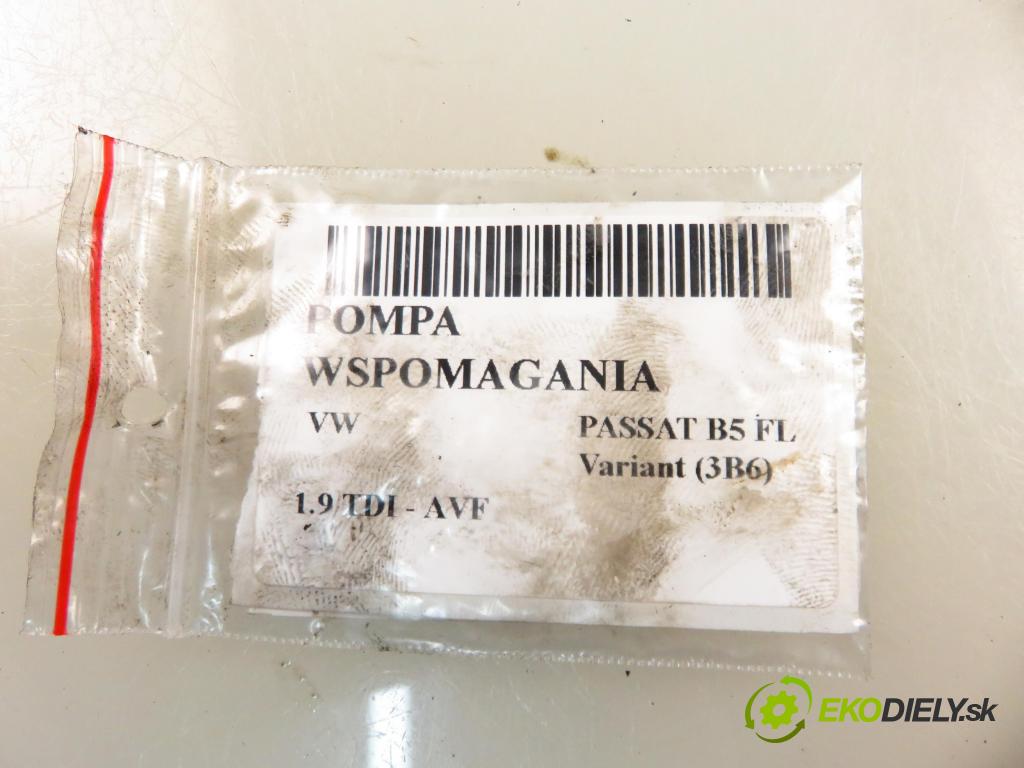 POMPA
WSPOMAGANIA
VW PASSAT B5 FL
Variant (3B6)
1.9 TDI - AVF
EKODIELY.sk